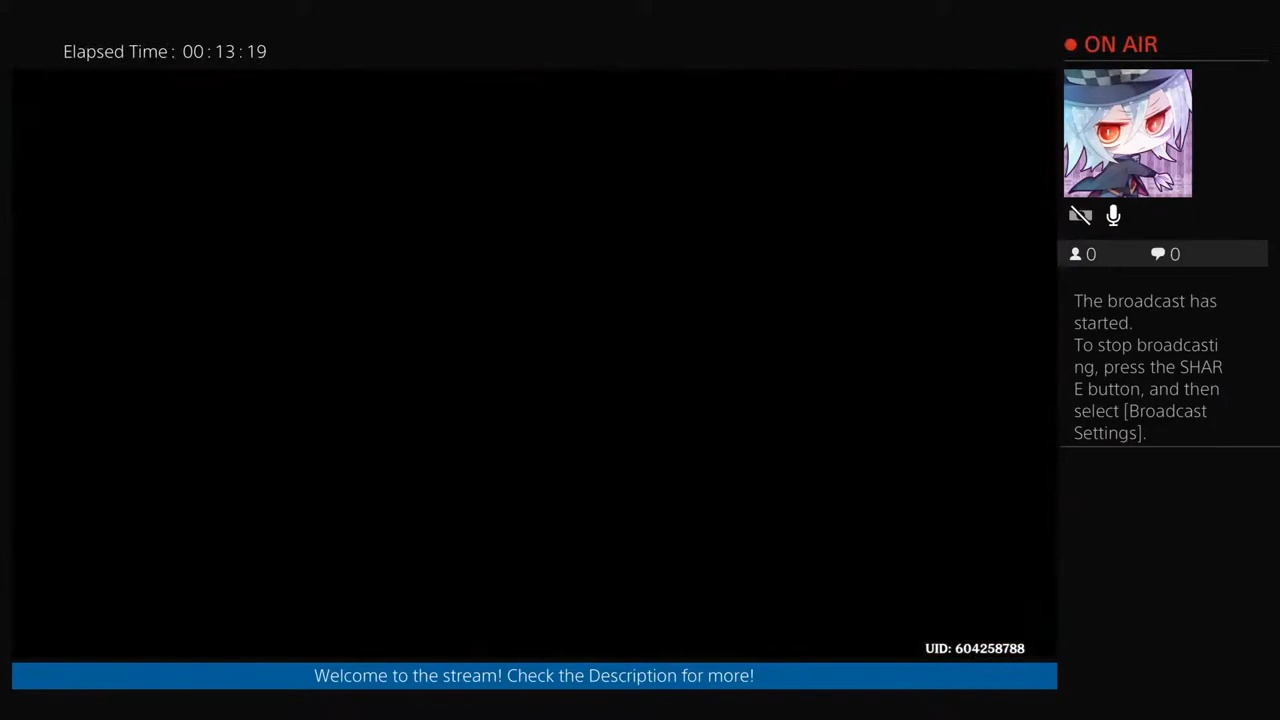 Elapsed Time: 00:13:19
ON AIR
0
0
The broadcast has
started.
To stop broadcasti
ng, press the SHAR
E button, and then
select [Broadcast
Settings].
UID: 604258788
Welcome to the stream! Check the Description for more!